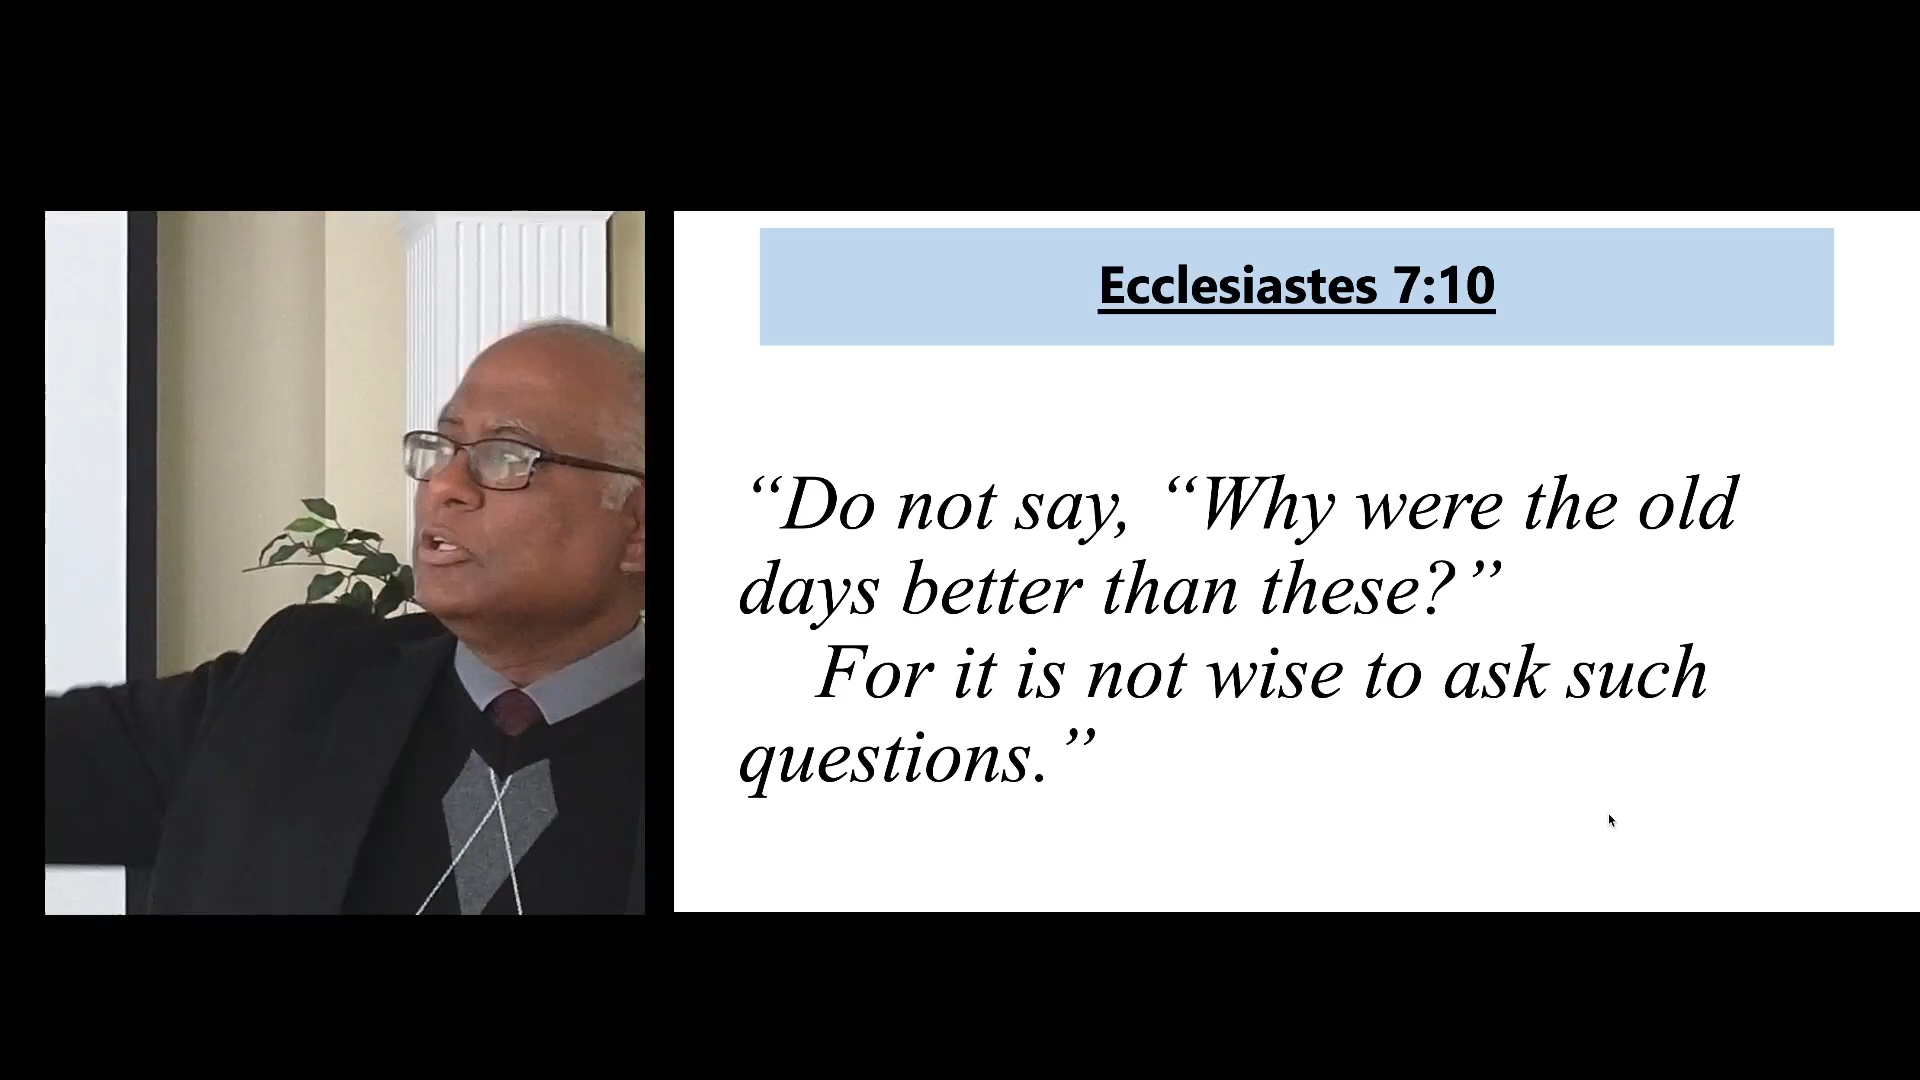 Ecclesiastes 7:10
“Do not say, “Why were the old
days better than these?”
For it is not wise to ask such
questions.”